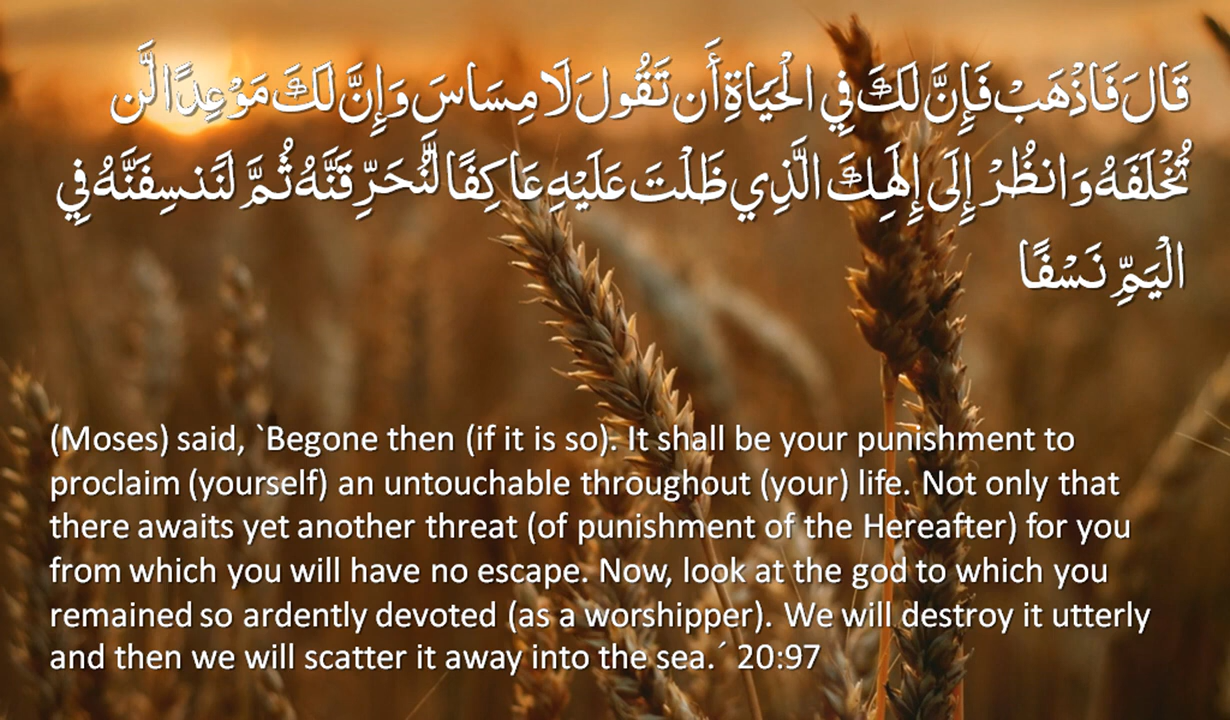 قَالَ فَاذْهَبْ فَإِنَّ لَكَ فِي الْحَيَاةِ أَن تَقُولَ لَا مِسَاسَ وَإِنَّ لَكَ مَوْعِدًا لَّن
تُخْلَفَهُ وَانظُرْ إِلَى إِلَهِكَ الَّذِي ظَلْتَ عَلَيْهِ عَاكِفًا لَّنُحَرِّقَنَّهُ ثُمَّ لَنَنسِفَنَّهُ فِي
الْيَمِّ نَسْفًا
(Moses) said, `Begone then (if it is so). It shall be your punishment to
proclaim (yourself) an untouchable throughout (your) life. Not only that
there awaits yet another threat (of punishment of the Hereafter) for you
from which you will have no escape. Now, look at the god to which you
remained so ardently devoted (as a worshipper). We will destroy it utterly
and then we will scatter it away into the sea.´ 20:97